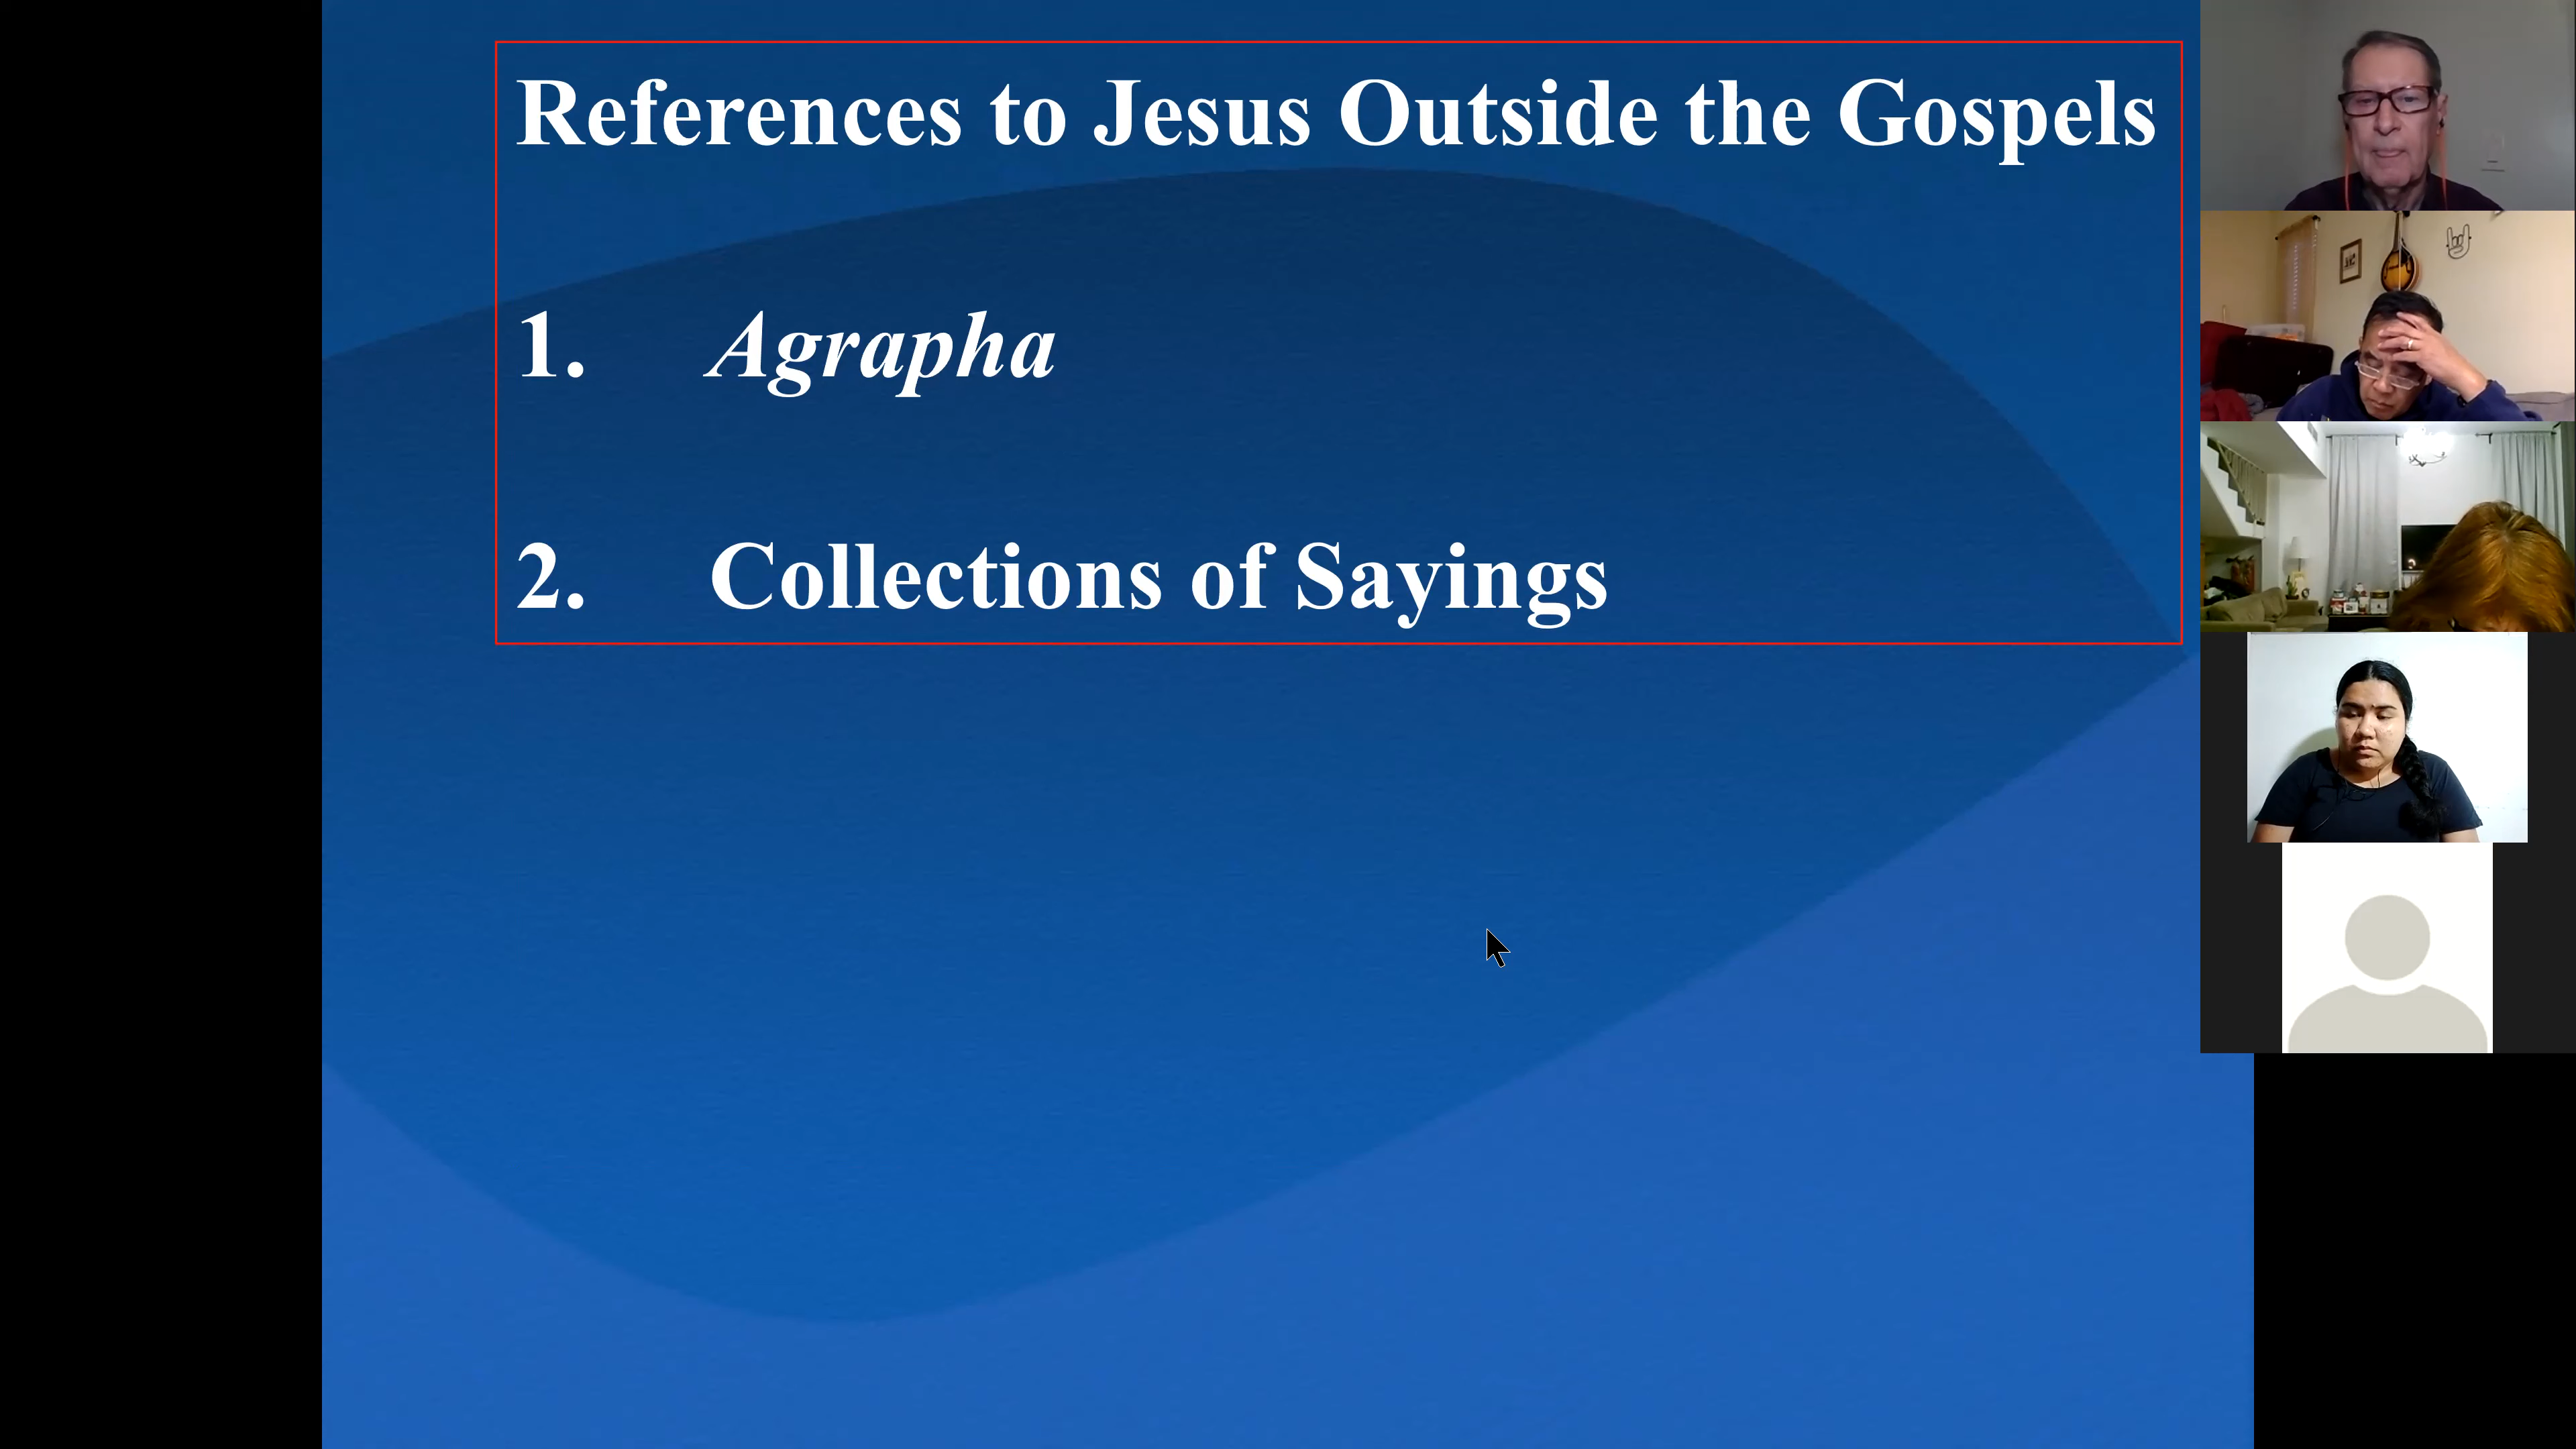 References to Jesus Outside the Gospels
1. Agrapha
2. Collections of Sayings